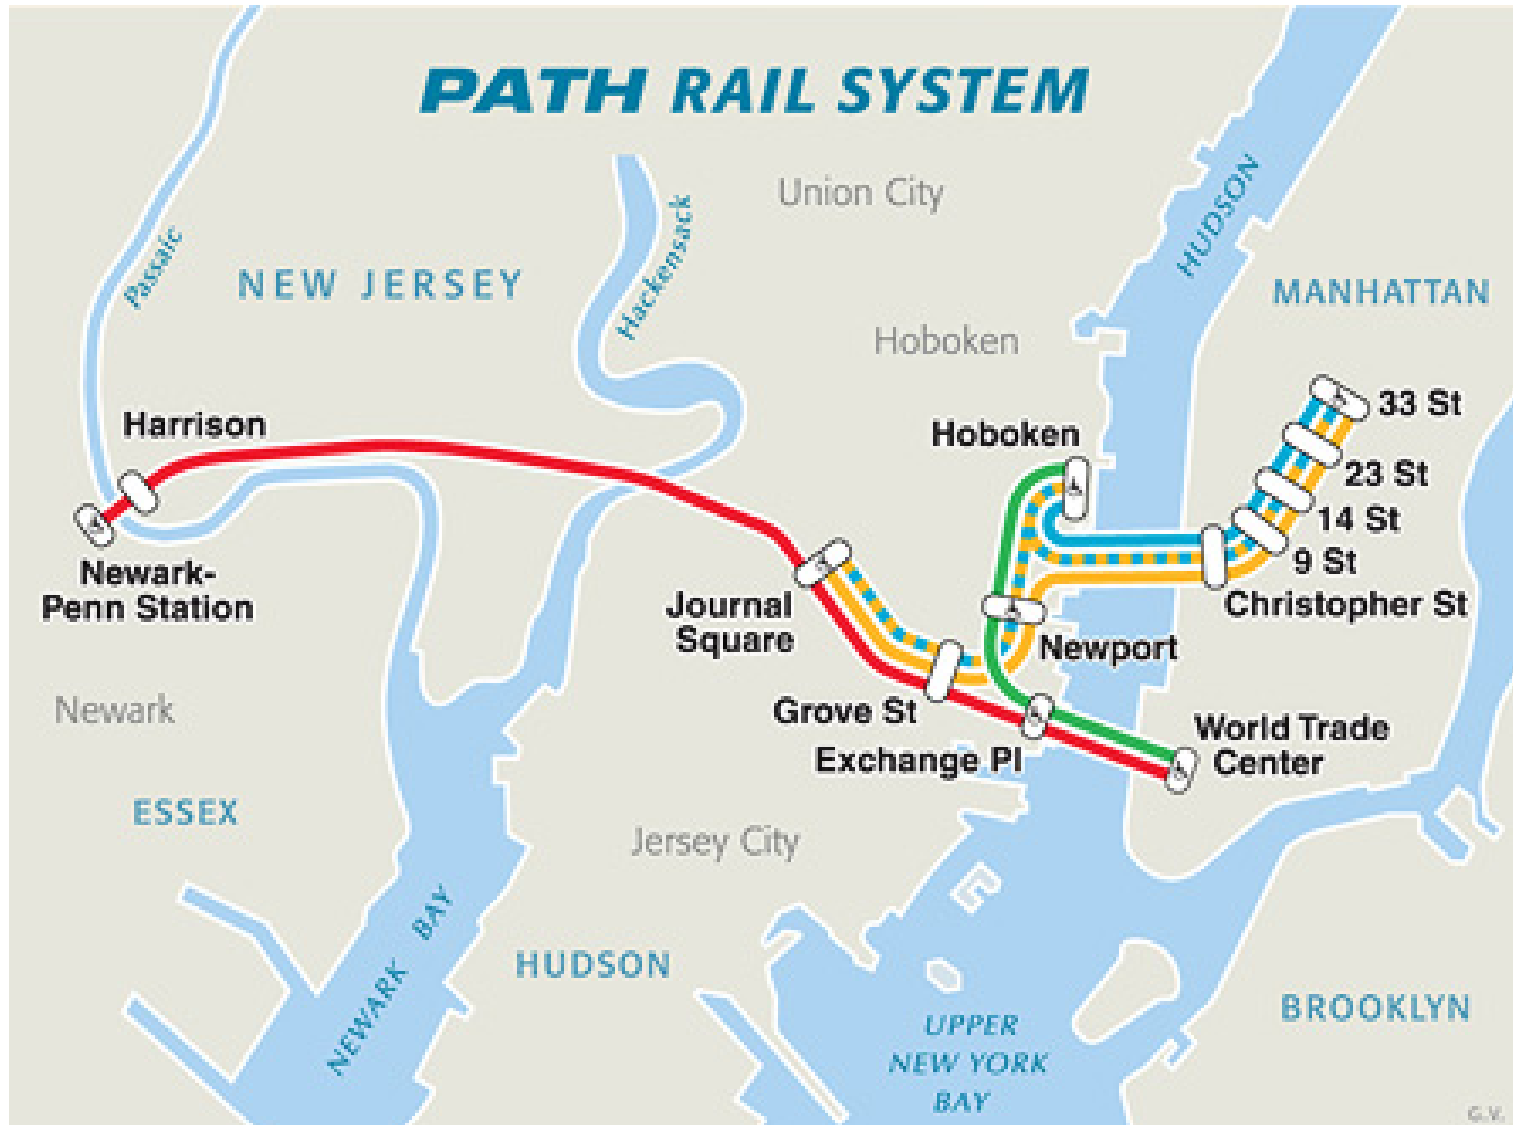 PATH RAIL SYSTEM
Union City
HUDSON
Hackensack
Passaic
NEW JERSEY
MANHATTAN
Hoboken
33 St
Harrison
Hoboken
23 St
14 St
9 St
Newark-
Penn Station
Journal
Square
Christopher St
Newport
Newark
Grove St
World Trade
Center
Exchange Pl
ESSEX
Jersey City
NEWARK BAY
HUDSON
BROOKLYN
UPPER
NEW YORK
BAY
G.V.